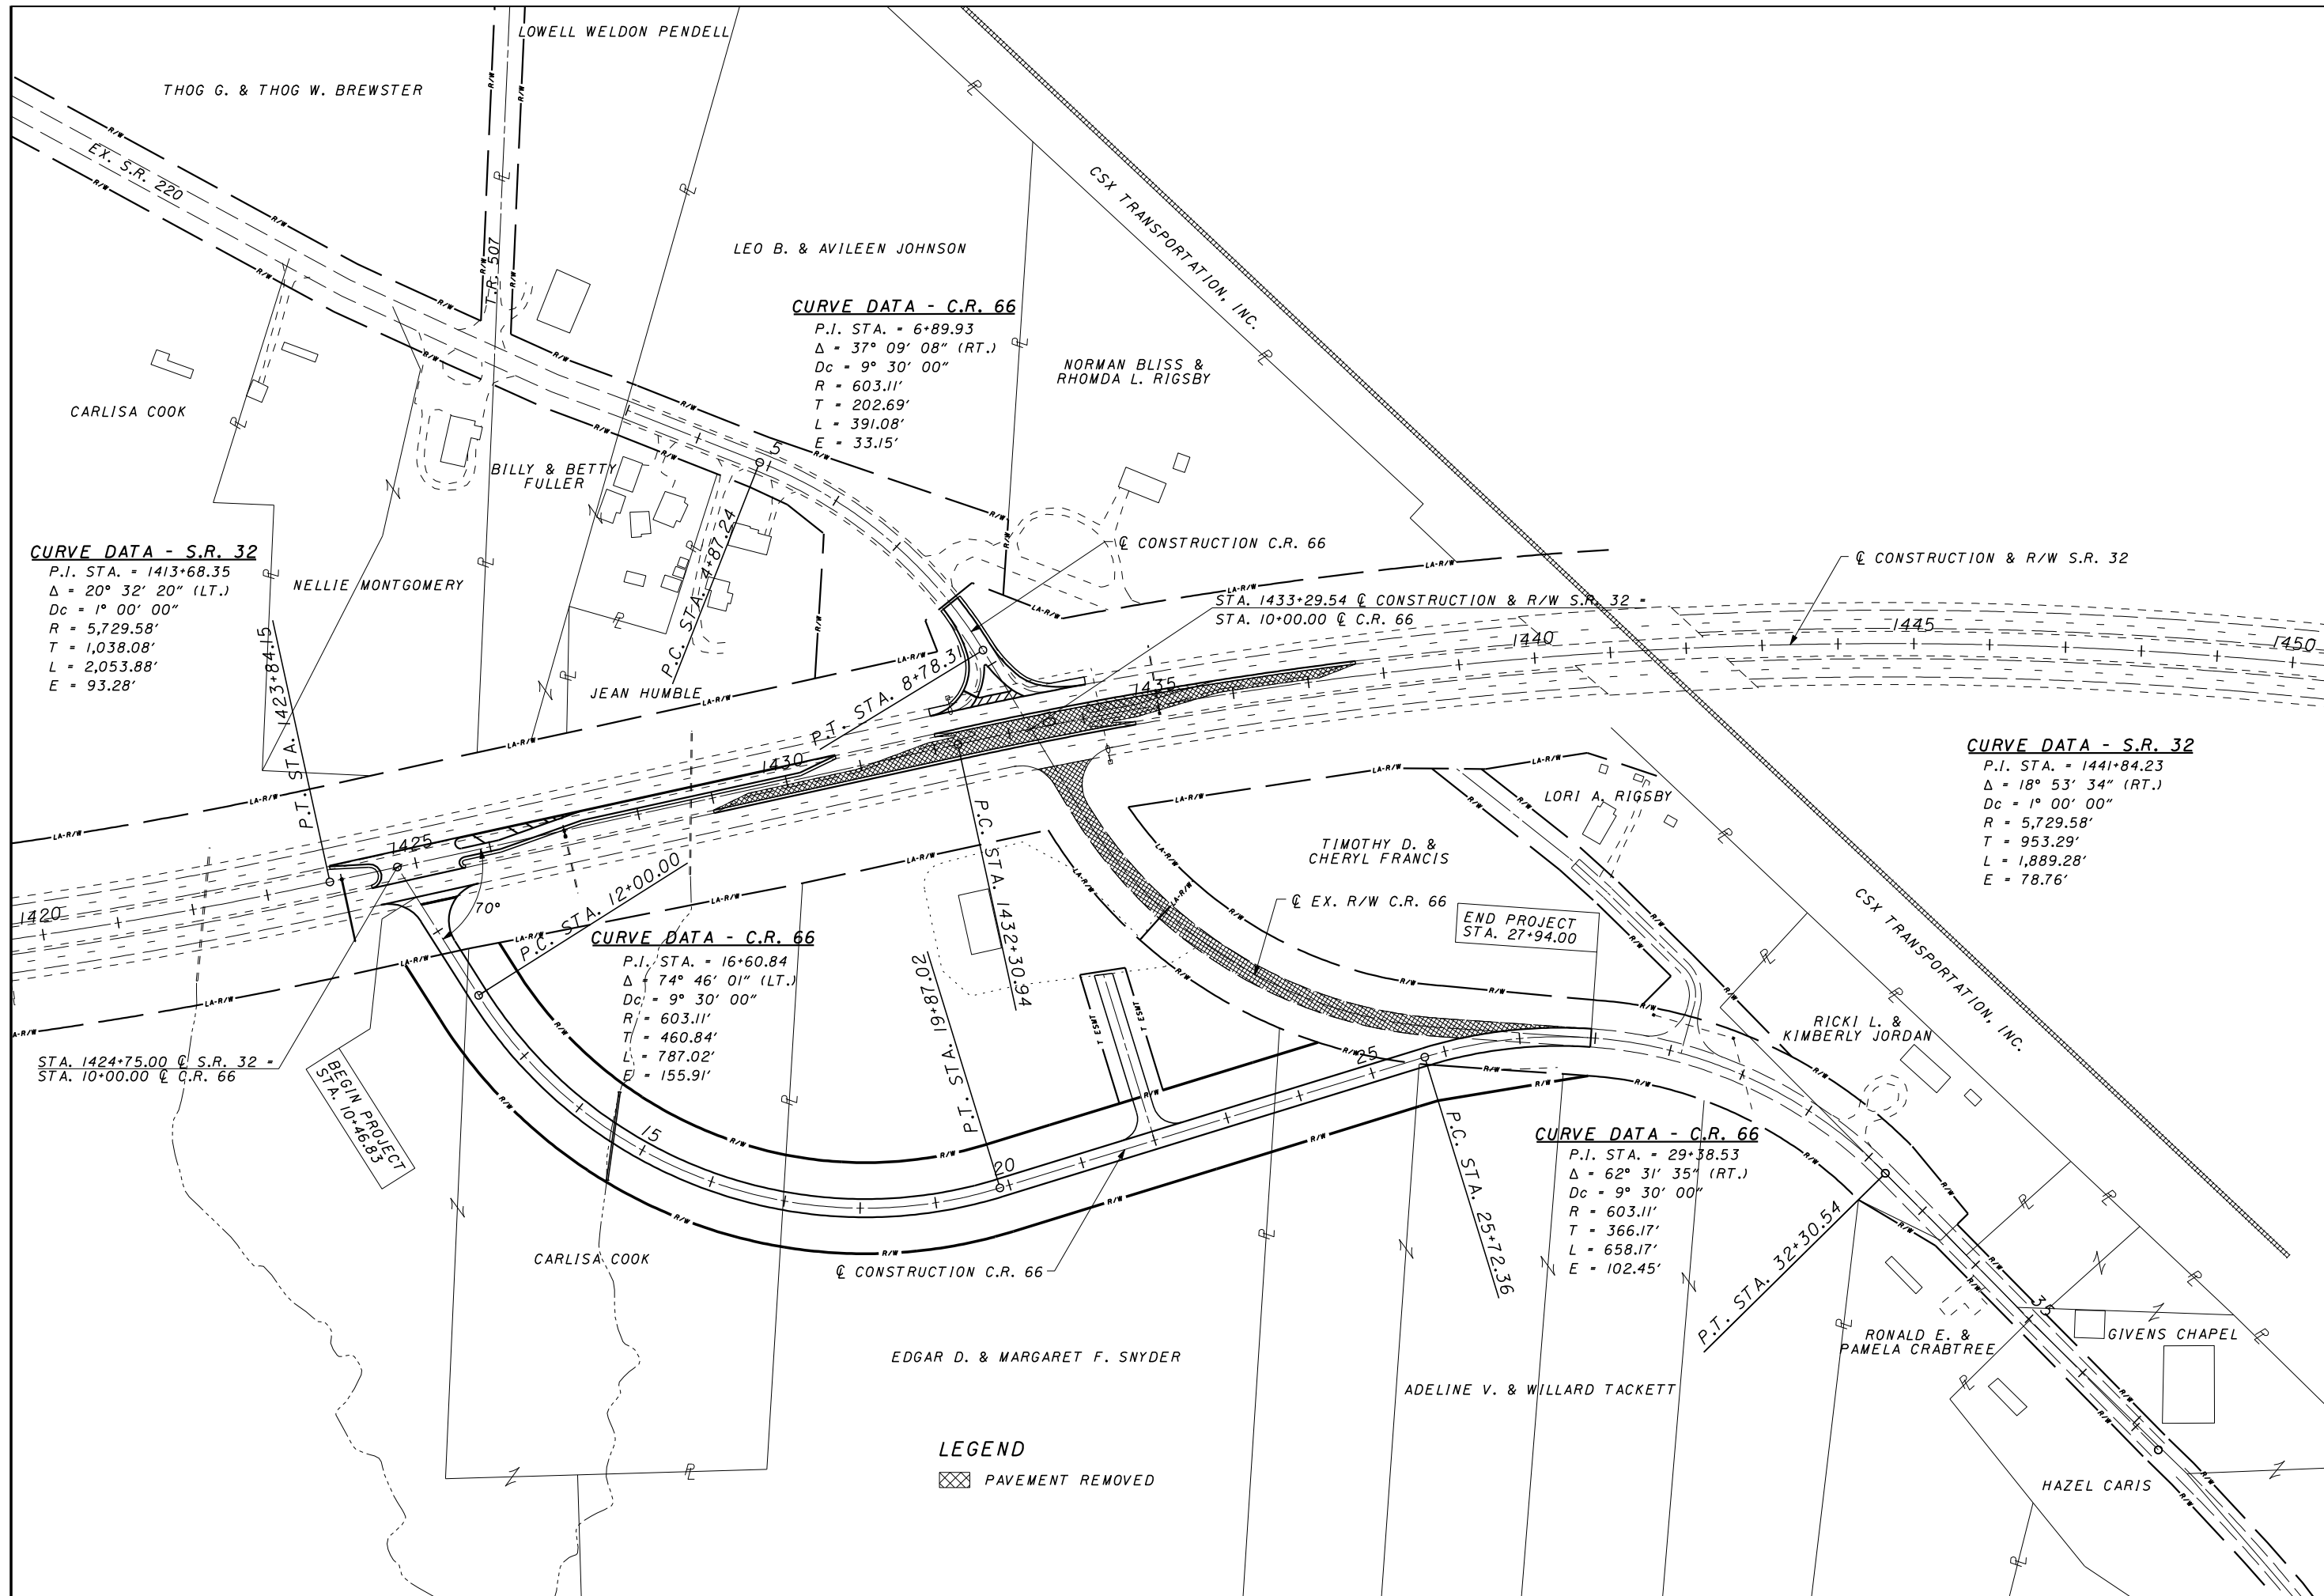 LOWELL WELDON PENDELL
THOG G. & THOG W. BREWSTER
EX. S.R. 220
T.R. 507
LEO B. & AVILEEN JOHNSON
CSX TRANSPORTATION, INC.
CURVE DATA - C.R. 66
P.I. STA. = 6+89.93
Δ = 37° 09' 08" (RT.)
Dc = 9° 30' 00"
R = 603.11'
T = 202.69'
L = 391.08'
E = 33.15'
NORMAN BLISS &
RHOMDA L. RIGSBY
CARLISA COOK
BILLY & BETTY
FULLER
5
CURVE DATA - S.R. 32
P.I. STA. = 1413+68.35
Δ = 20° 32' 20" (LT.)
Dc = 1° 00' 00"
R = 5,729.58'
T = 1,038.08'
L = 2,053.88'
E = 93.28'
NELLIE MONTGOMERY
P.C. STA. 4+87.24
℄ CONSTRUCTION C.R. 66
℄ CONSTRUCTION & R/W S.R. 32
STA. 1433+29.54 ℄ CONSTRUCTION & R/W S.R. 32 =
STA. 10+00.00 ℄ C.R. 66
1440
1445
1450
JEAN HUMBLE
P.T. STA. 8+78.31
1435
P.T. STA. 1423+84.15
1430
1425
1420
CURVE DATA - S.R. 32
P.I. STA. = 1441+84.23
Δ = 18° 53' 34" (RT.)
Dc = 1° 00' 00"
R = 5,729.58'
T = 953.29'
L = 1,889.28'
E = 78.76'
LORI A. RIGSBY
TIMOTHY D. &
CHERYL FRANCIS
P.C. STA. 1432+30.94
70°
P.C. STA. 12+00.00
℄ EX. R/W C.R. 66
END PROJECT
STA. 27+94.00
CSX TRANSPORTATION, INC.
CURVE DATA - C.R. 66
P.I. STA. = 16+60.84
Δ = 74° 46' 01" (LT.)
Dc = 9° 30' 00"
R = 603.11'
T = 460.84'
L = 787.02'
E = 155.91'
P.T. STA. 19+87.02
T ESMT
T ESMT
RICKI L. &
KIMBERLY JORDAN
STA. 1424+75.00 ℄ S.R. 32 =
STA. 10+00.00 ℄ C.R. 66
BEGIN PROJECT
STA. 10+46.83
15
20
25
CURVE DATA - C.R. 66
P.I. STA. = 29+38.53
Δ = 62° 31' 35" (RT.)
Dc = 9° 30' 00"
R = 603.11'
T = 366.17'
L = 658.17'
E = 102.45'
P.C. STA. 25+72.36
P.T. STA. 32+30.54
CARLISA COOK
℄ CONSTRUCTION C.R. 66
35
GIVENS CHAPEL
RONALD E. &
PAMELA CRABTREE
EDGAR D. & MARGARET F. SNYDER
ADELINE V. & WILLARD TACKETT
LEGEND
PAVEMENT REMOVED
HAZEL CARIS